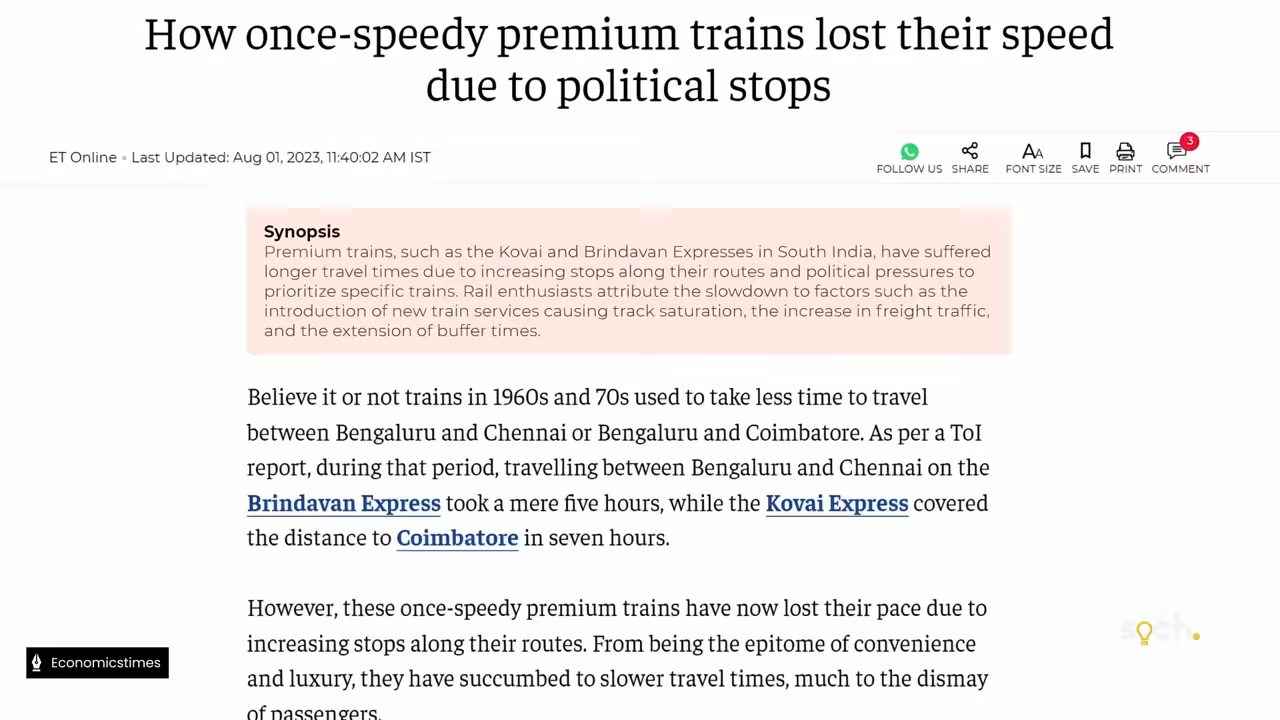 How once-speedy premium trains lost their speed
due to political stops
ET Online • Last Updated: Aug 01, 2023, 11:40:02 AM IST
FOLLOW US SHARE FONT SIZE SAVE PRINT COMMENT
3
Synopsis
Premium trains, such as the Kovai and Brindavan Expresses in South India, have suffered
longer travel times due to increasing stops along their routes and political pressures to
prioritize specific trains. Rail enthusiasts attribute the slowdown to factors such as the
introduction of new train services causing track saturation, the increase in freight traffic,
and the extension of buffer times.
Believe it or not trains in 1960s and 70s used to take less time to travel
between Bengaluru and Chennai or Bengaluru and Coimbatore. As per a ToI
report, during that period, travelling between Bengaluru and Chennai on the
Brindavan Express took a mere five hours, while the Kovai Express covered
the distance to Coimbatore in seven hours.
However, these once-speedy premium trains have now lost their pace due to
increasing stops along their routes. From being the epitome of convenience
and luxury, they have succumbed to slower travel times, much to the dismay
of passengers.
Economicstimes
soch.